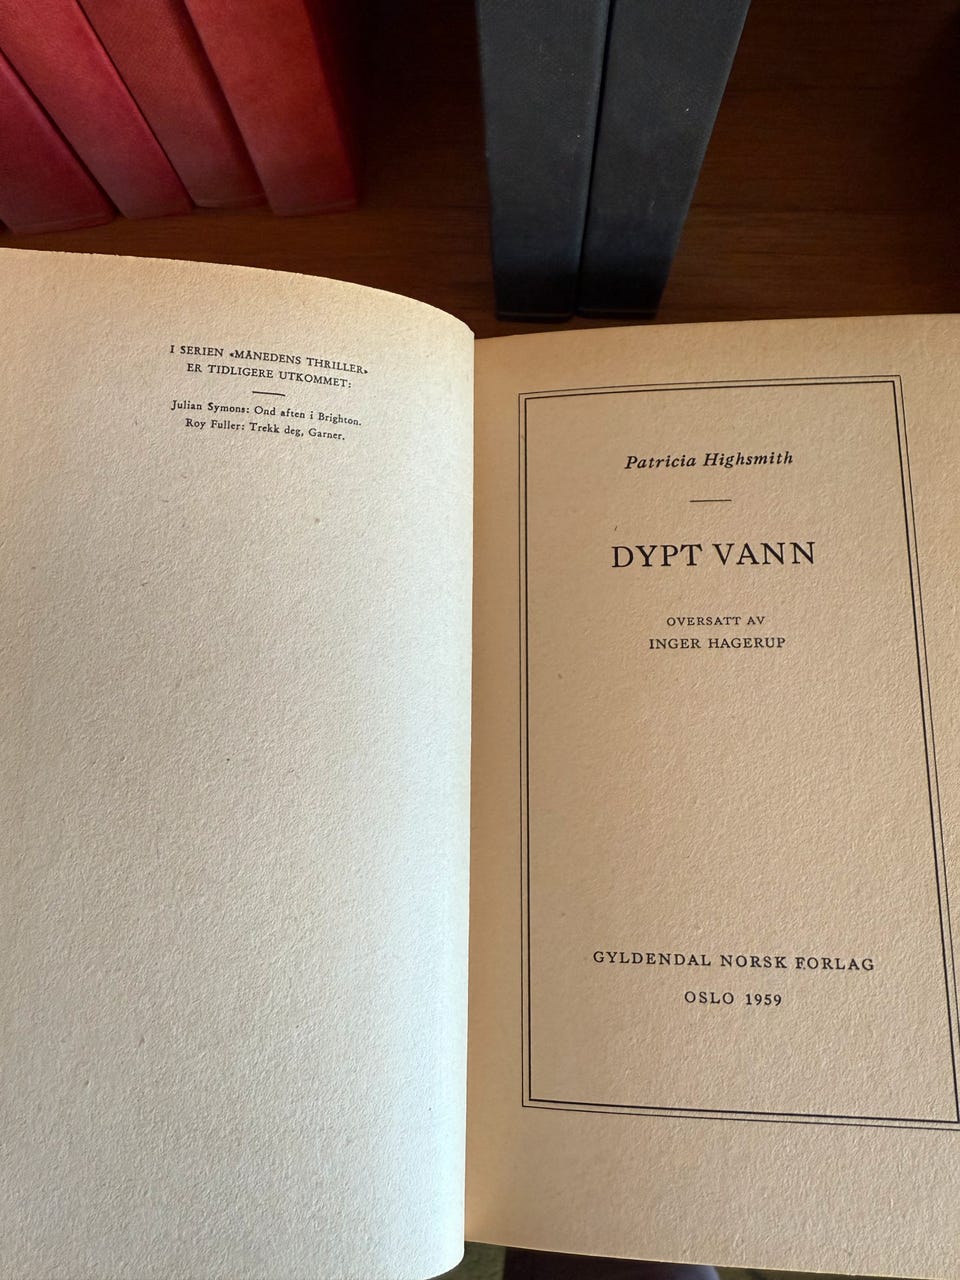 I SERIEN «MÅNEDENS THRILLER»
ER TIDLIGERE UTKOMMET:
Julian Symons: Ond aften i Brighton.
Roy Fuller: Trekk deg, Garner.
Patricia Highsmith
DYPT VANN
OVERSATT AV
INGER HAGERUP
GYLDENDAL NORSK FORLAG
OSLO 1959